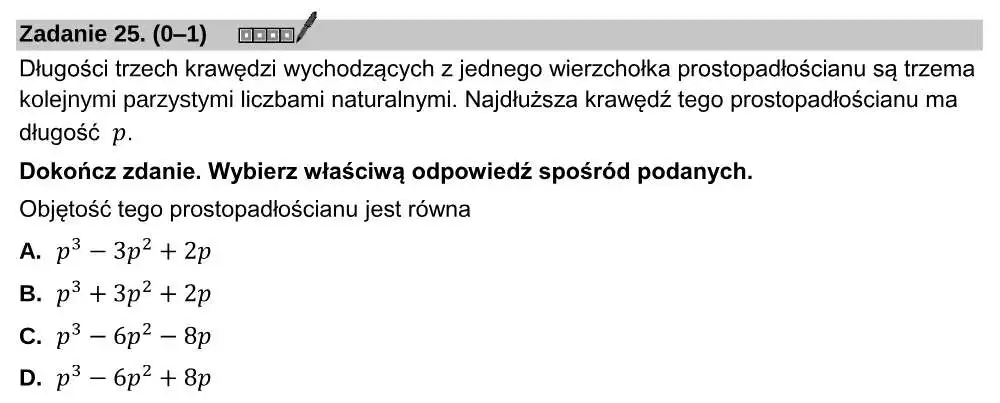 Zadanie 25. (0–1)
Długości trzech krawędzi wychodzących z jednego wierzchołka prostopadłościanu są trzema
kolejnymi parzystymi liczbami naturalnymi. Najdłuższa krawędź tego prostopadłościanu ma
długość p.
Dokończ zdanie. Wybierz właściwą odpowiedź spośród podanych.
Objętość tego prostopadłościanu jest równa
A. p³ − 3p² + 2p
B. p³ + 3p² + 2p
C. p³ − 6p² − 8p
D. p³ − 6p² + 8p